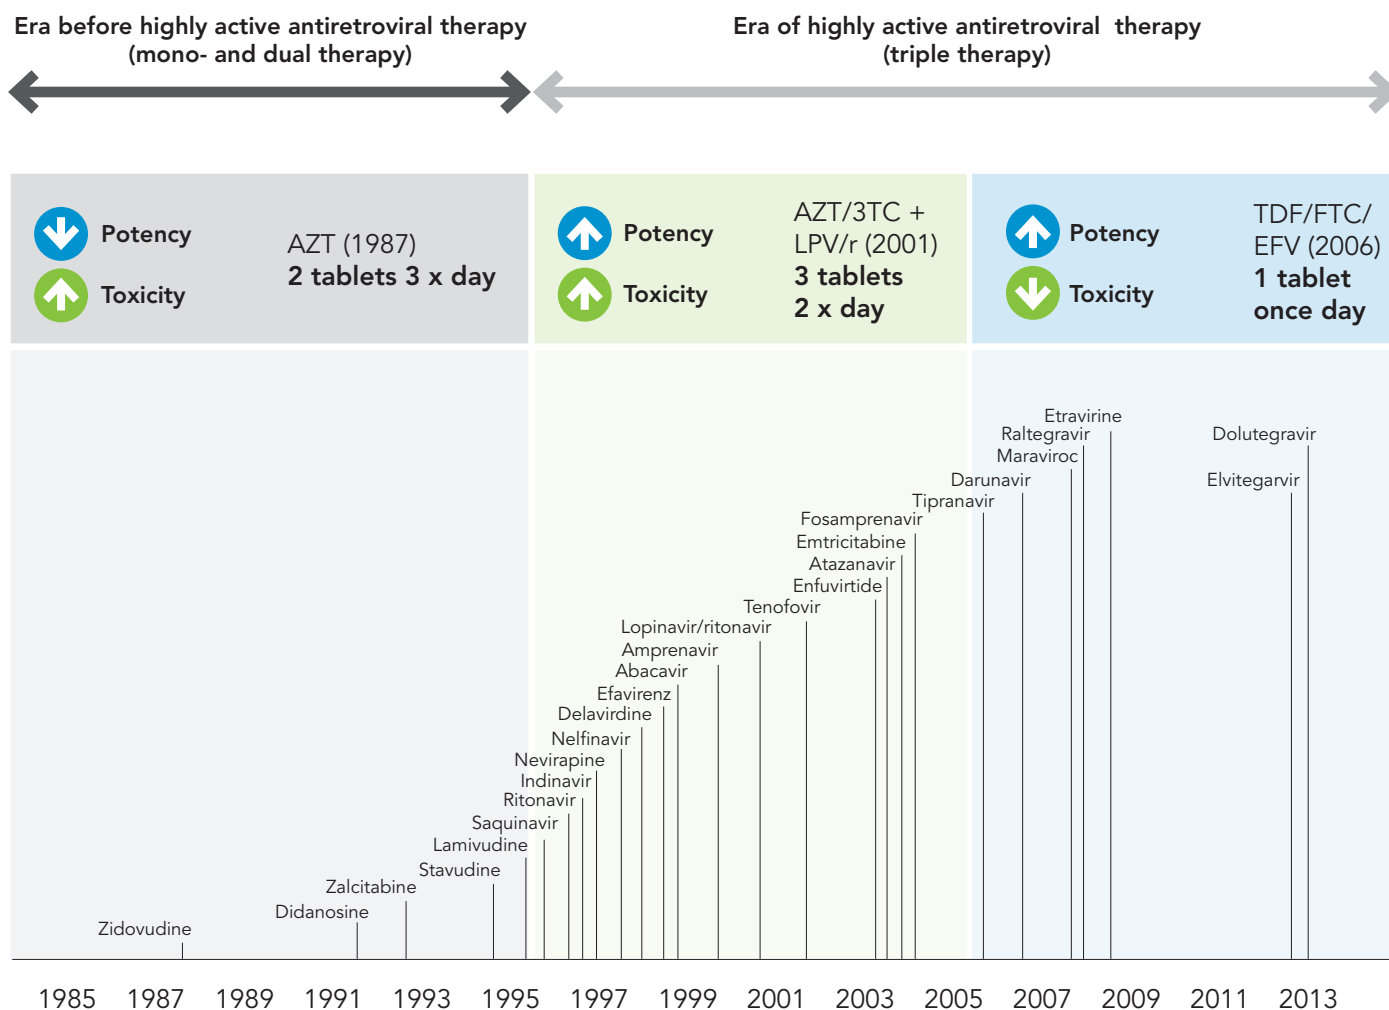 Era before highly active antiretroviral therapy
(mono- and dual therapy)
Era of highly active antiretroviral therapy
(triple therapy)
Potency
Toxicity
AZT (1987)
2 tablets 3 x day
Potency
Toxicity
AZT/3TC +
LPV/r (2001)
3 tablets
2 x day
Potency
Toxicity
TDF/FTC/
EFV (2006)
1 tablet
once day
Etravirine
Raltegravir
Dolutegravir
Maraviroc
Darunavir
Elvitegarvir
Tipranavir
Fosamprenavir
Emtricitabine
Atazanavir
Enfuvirtide
Tenofovir
Lopinavir/ritonavir
Amprenavir
Abacavir
Efavirenz
Delavirdine
Nelfinavir
Nevirapine
Indinavir
Ritonavir
Saquinavir
Lamivudine
Stavudine
Zalcitabine
Didanosine
Zidovudine
1985 1987 1989 1991 1993 1995 1997 1999 2001 2003 2005 2007 2009 2011 2013